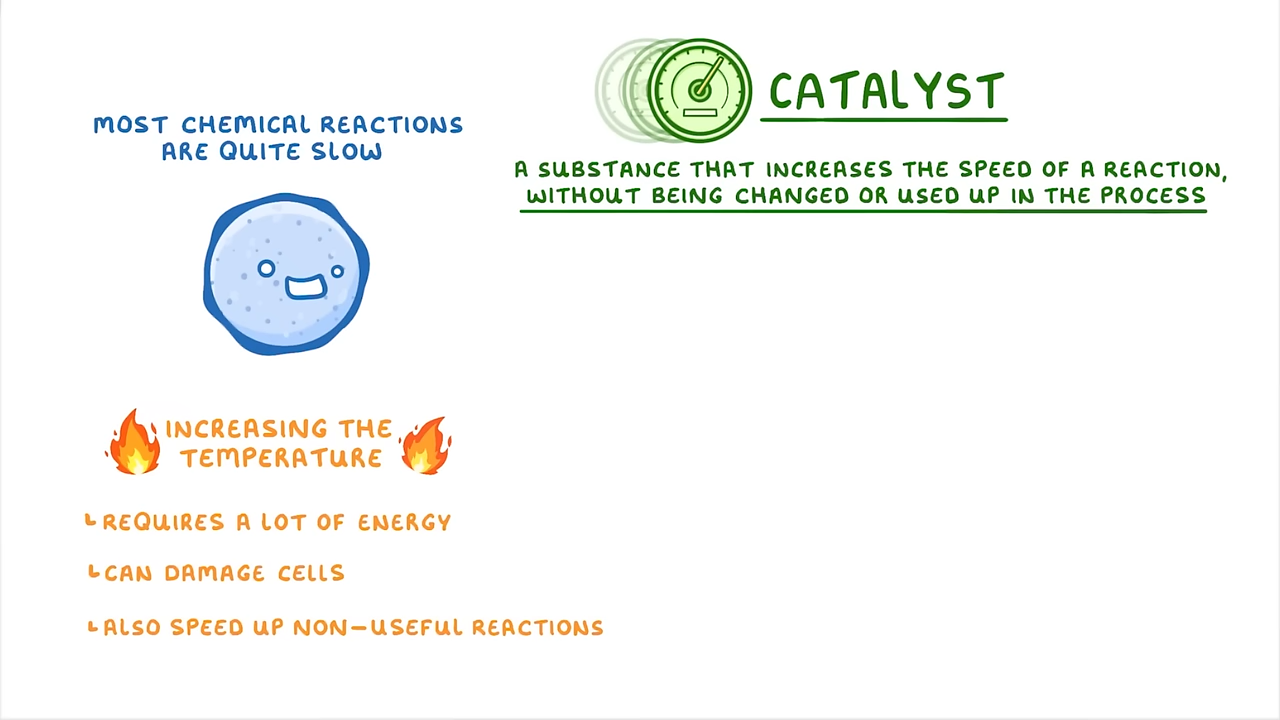 MOST CHEMICAL REACTIONS
ARE QUITE SLOW
INCREASING THE
TEMPERATURE
REQUIRES A LOT OF ENERGY
CAN DAMAGE CELLS
ALSO SPEED UP NON-USEFUL REACTIONS
CATALYST
A SUBSTANCE THAT INCREASES THE SPEED OF A REACTION,
WITHOUT BEING CHANGED OR USED UP IN THE PROCESS